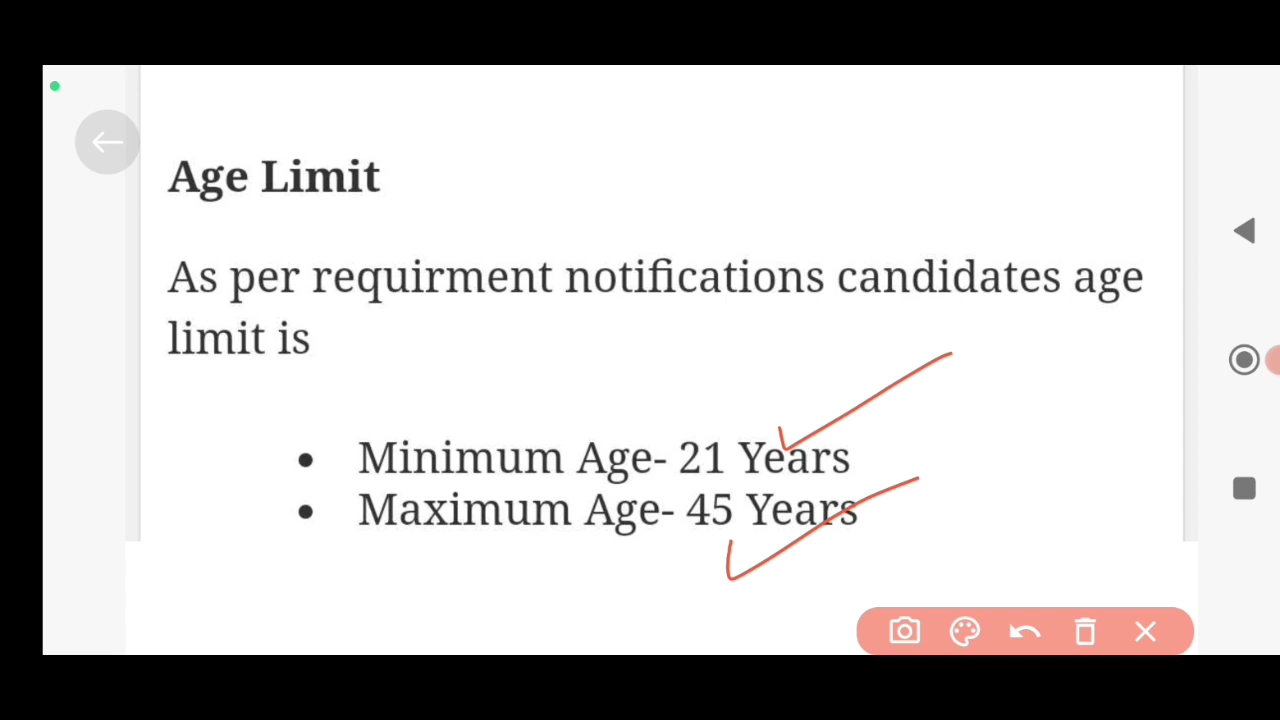 Age Limit
As per requirment notifications candidates age
limit is
• Minimum Age- 21 Years
• Maximum Age- 45 Years